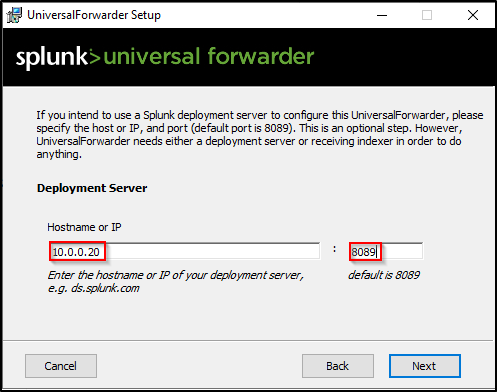 UniversalForwarder Setup
splunk> universal forwarder
If you intend to use a Splunk deployment server to configure this UniversalForwarder, please
specify the host or IP, and port (default port is 8089). This is an optional step. However,
UniversalForwarder needs either a deployment server or receiving indexer in order to do
anything.
Deployment Server
Hostname or IP
10.0.0.20 : 8089
Enter the hostname or IP of your deployment server, default is 8089
e.g. ds.splunk.com
Cancel Back Next